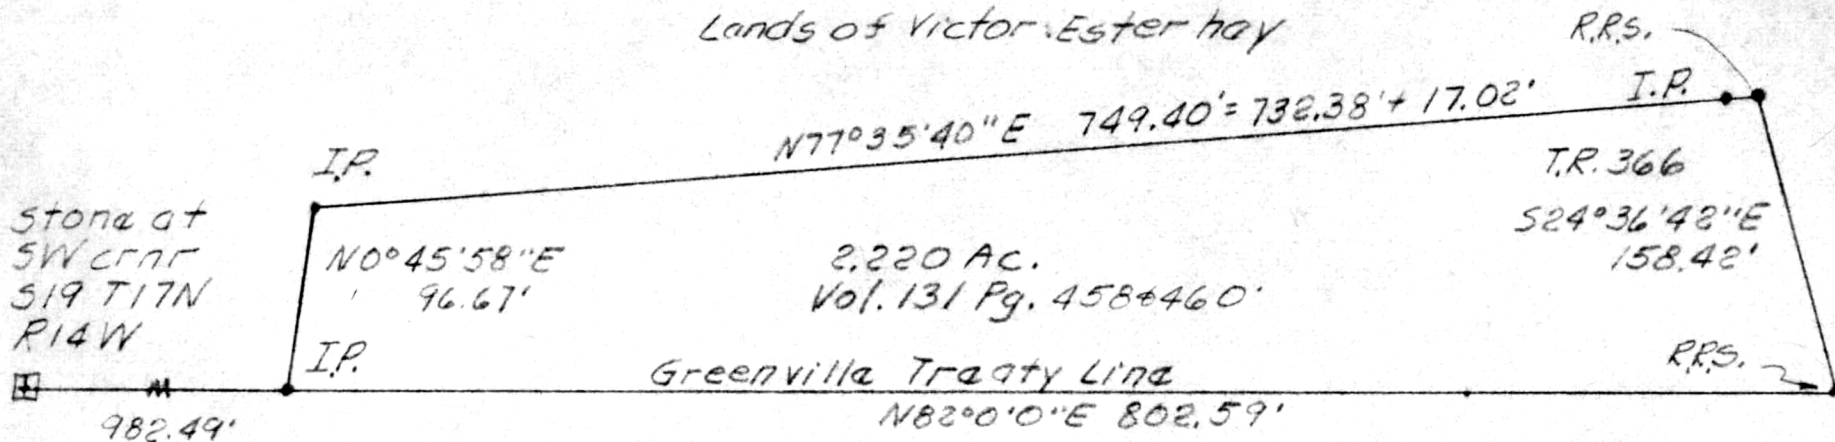 Lands of Victor Ester hay
R.R.S.
I.P.
N77°35'40"E 749.40'= 732.38'+ 17.02'
I.P.
T.R. 366
Stone at
SW crnr
S19 T17N
R14W
N0°45'58"E
96.67'
2.220 Ac.
Vol. 131 Pg. 458&460
S24°36'42"E
158.42'
I.P.
Greenville Treaty Line
R.R.S.
N82°0'0"E 802.59'
982.49'